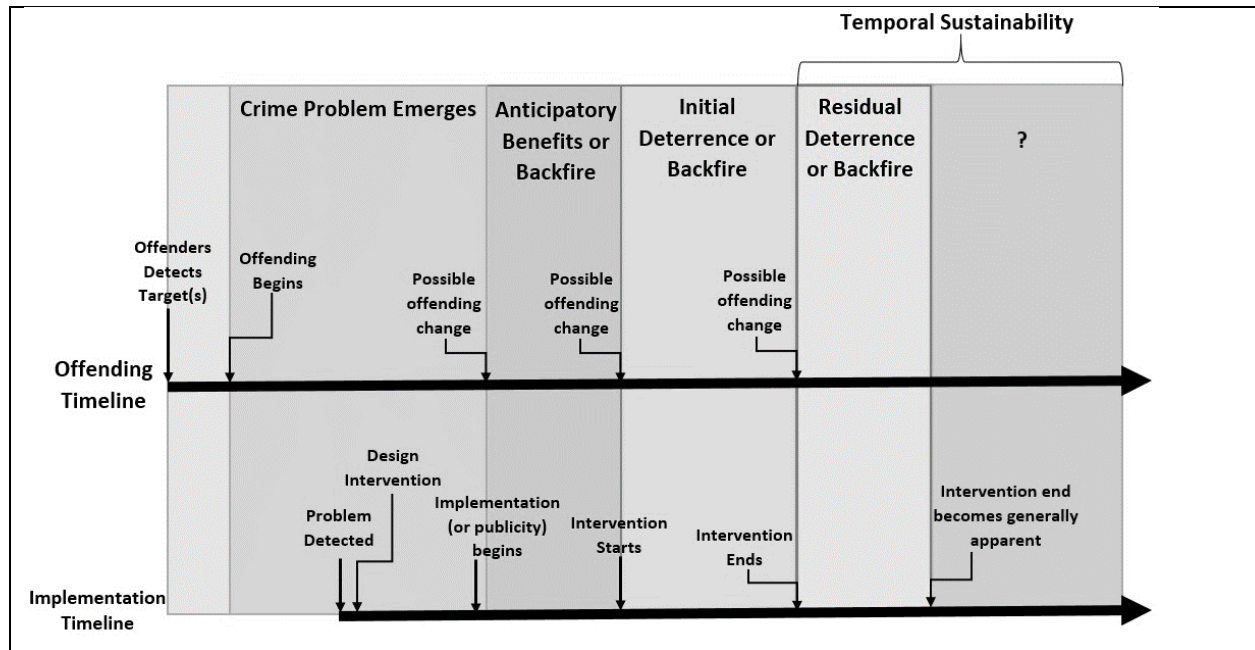 Temporal Sustainability
Crime Problem Emerges
Anticipatory
Benefits or
Backfire
Initial
Deterrence or
Backfire
Residual
Deterrence
or Backfire
?
Offenders
Detects
Target(s)
Offending
Begins
Possible
offending
change
Possible
offending
change
Possible
offending
change
Offending
Timeline
Design
Intervention
Problem
Detected
Implementation
(or publicity)
begins
Intervention
Starts
Intervention
Ends
Intervention end
becomes generally
apparent
Implementation
Timeline